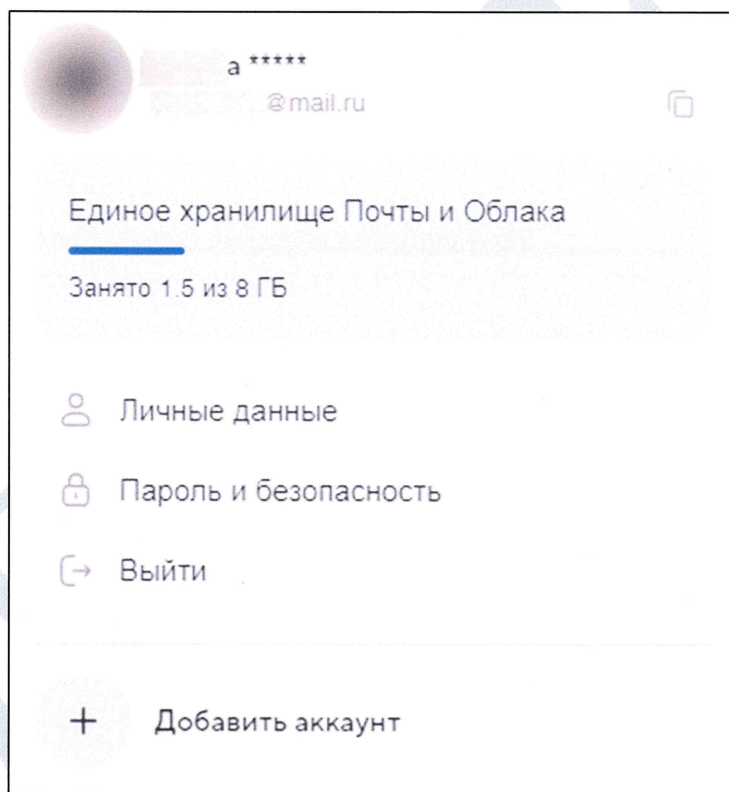 а *****
@mail.ru
Единое хранилище Почты и Облака
Занято 1.5 из 8 ГБ
Личные данные
Пароль и безопасность
Выйти
Добавить аккаунт